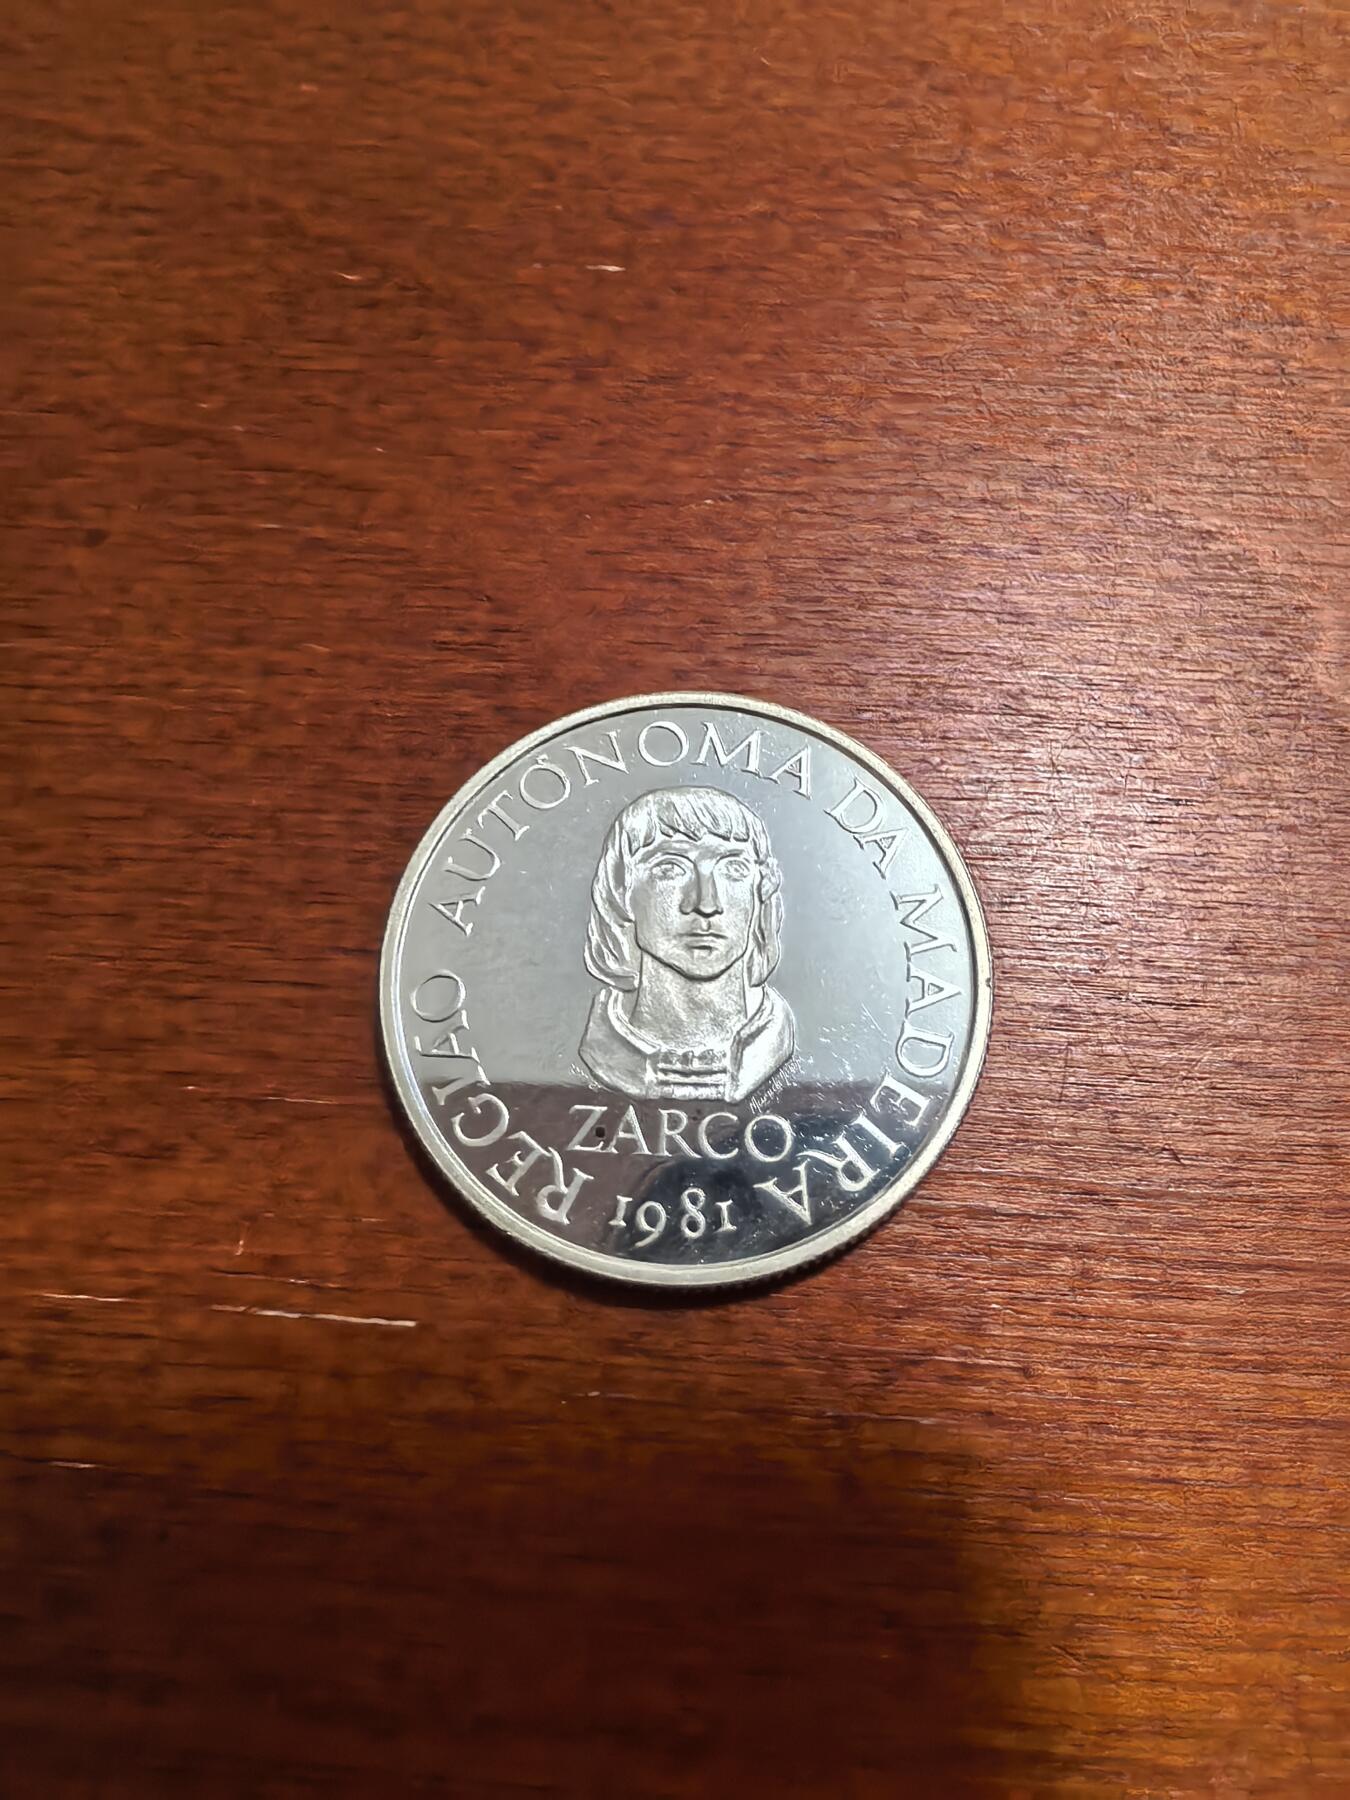 REGIÃO AUTÓNOMA DA MADEIRA
ZARCO
1981